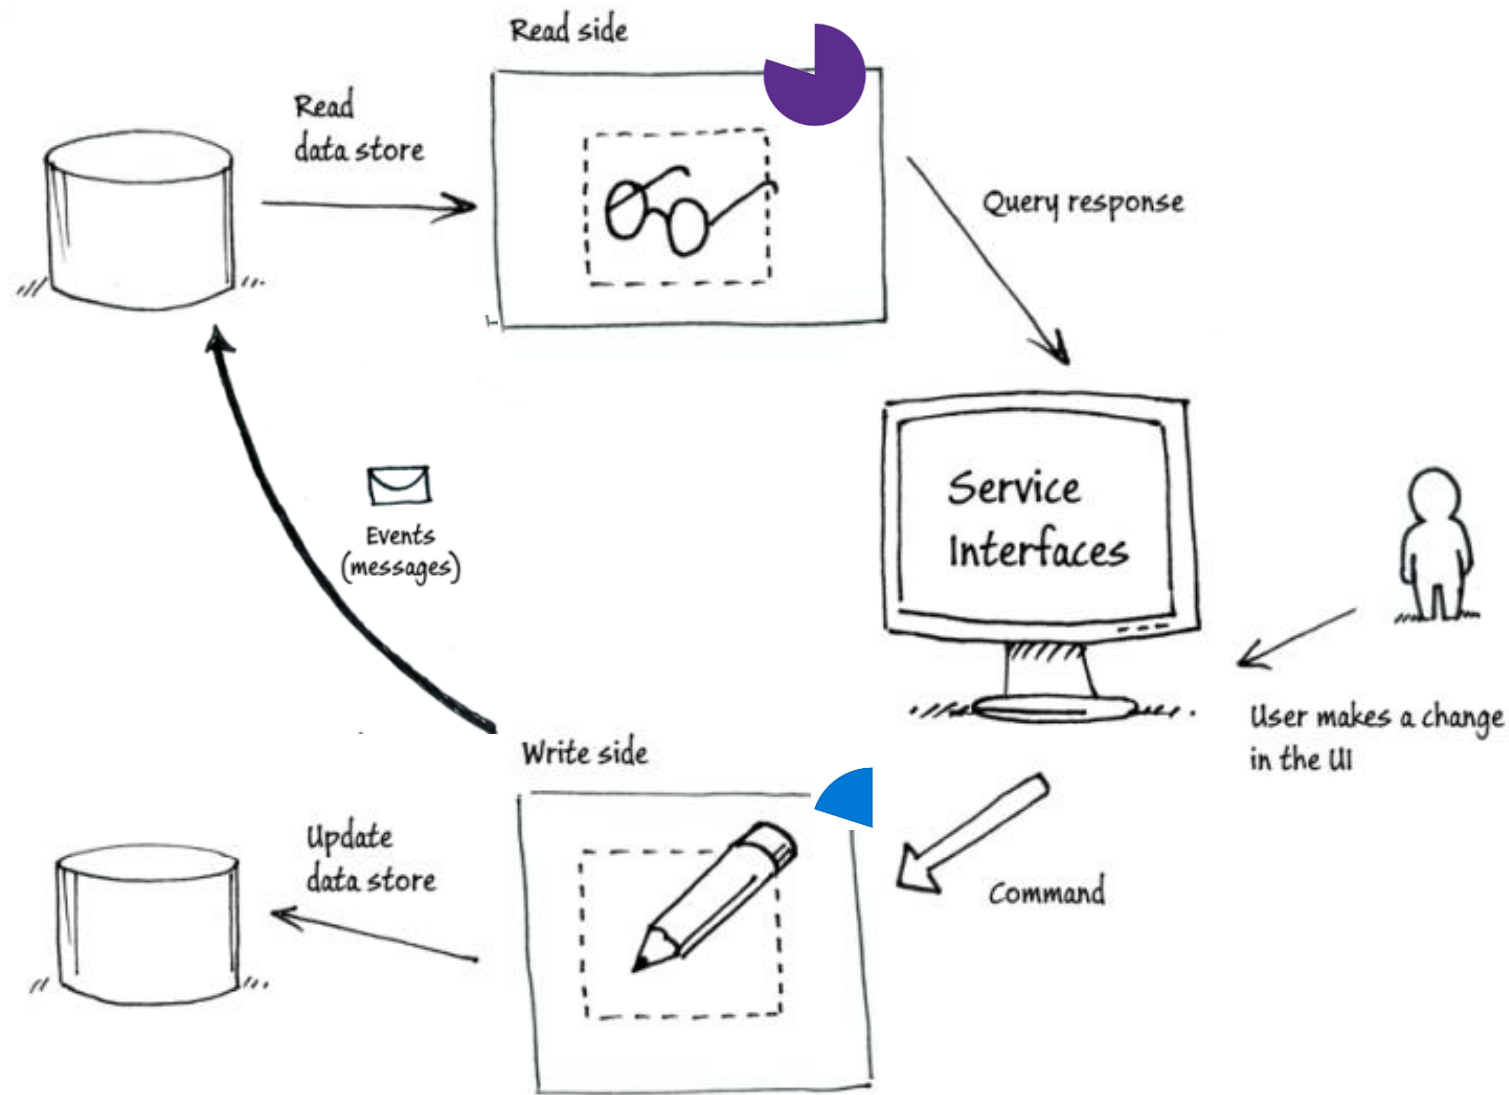 Read side
Read
data store
Query response
Service
Interfaces
Events
(messages)
User makes a change
in the UI
Write side
Update
data store
Command